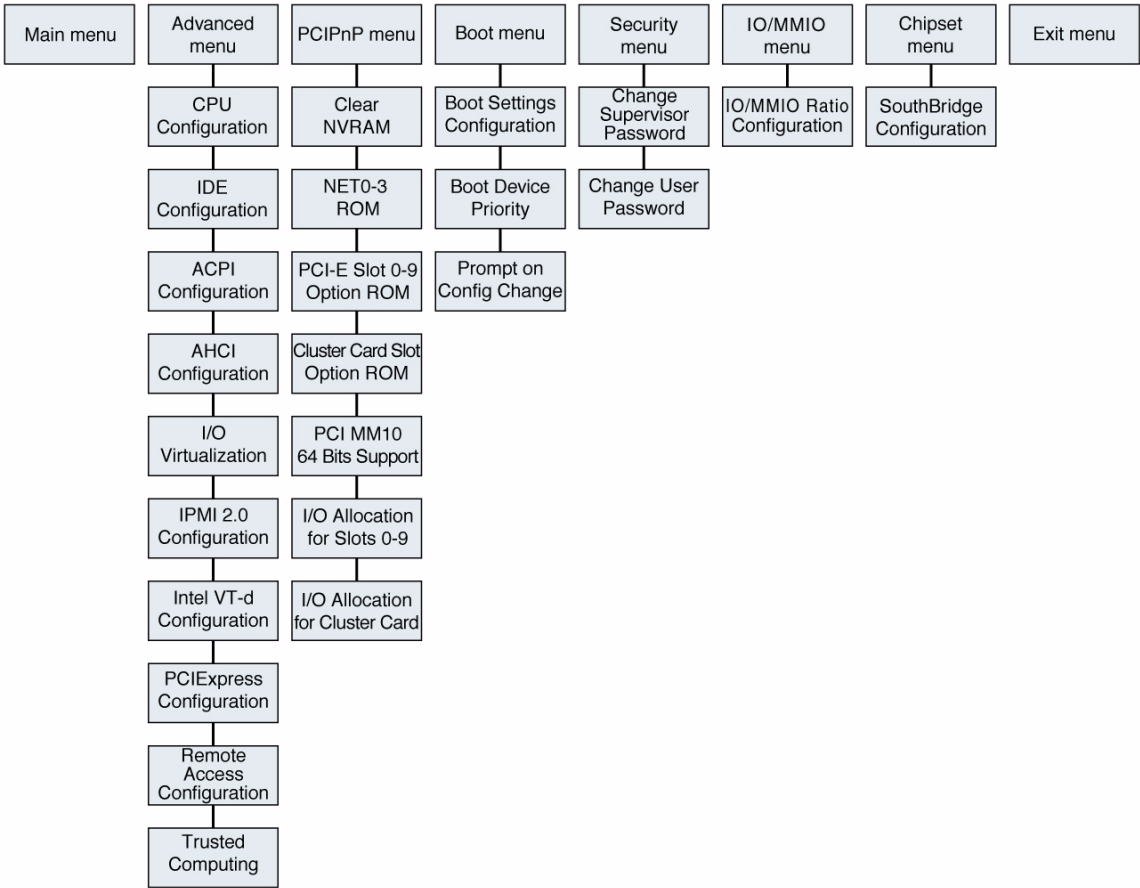 Main menu
Advanced
menu
PCIPnP menu
Boot menu
Security
menu
IO/MMIO
menu
Chipset
menu
Exit menu
CPU
Configuration
IDE
Configuration
ACPI
Configuration
AHCI
Configuration
I/O
Virtualization
IPMI 2.0
Configuration
Intel VT-d
Configuration
PCIExpress
Configuration
Remote
Access
Configuration
Trusted
Computing
Clear
NVRAM
NET0-3
ROM
PCI-E Slot 0-9
Option ROM
Cluster Card Slot
Option ROM
PCI MM10
64 Bits Support
I/O Allocation
for Slots 0-9
I/O Allocation
for Cluster Card
Boot Settings
Configuration
Boot Device
Priority
Prompt on
Config Change
Change
Supervisor
Password
Change User
Password
IO/MMIO Ratio
Configuration
SouthBridge
Configuration